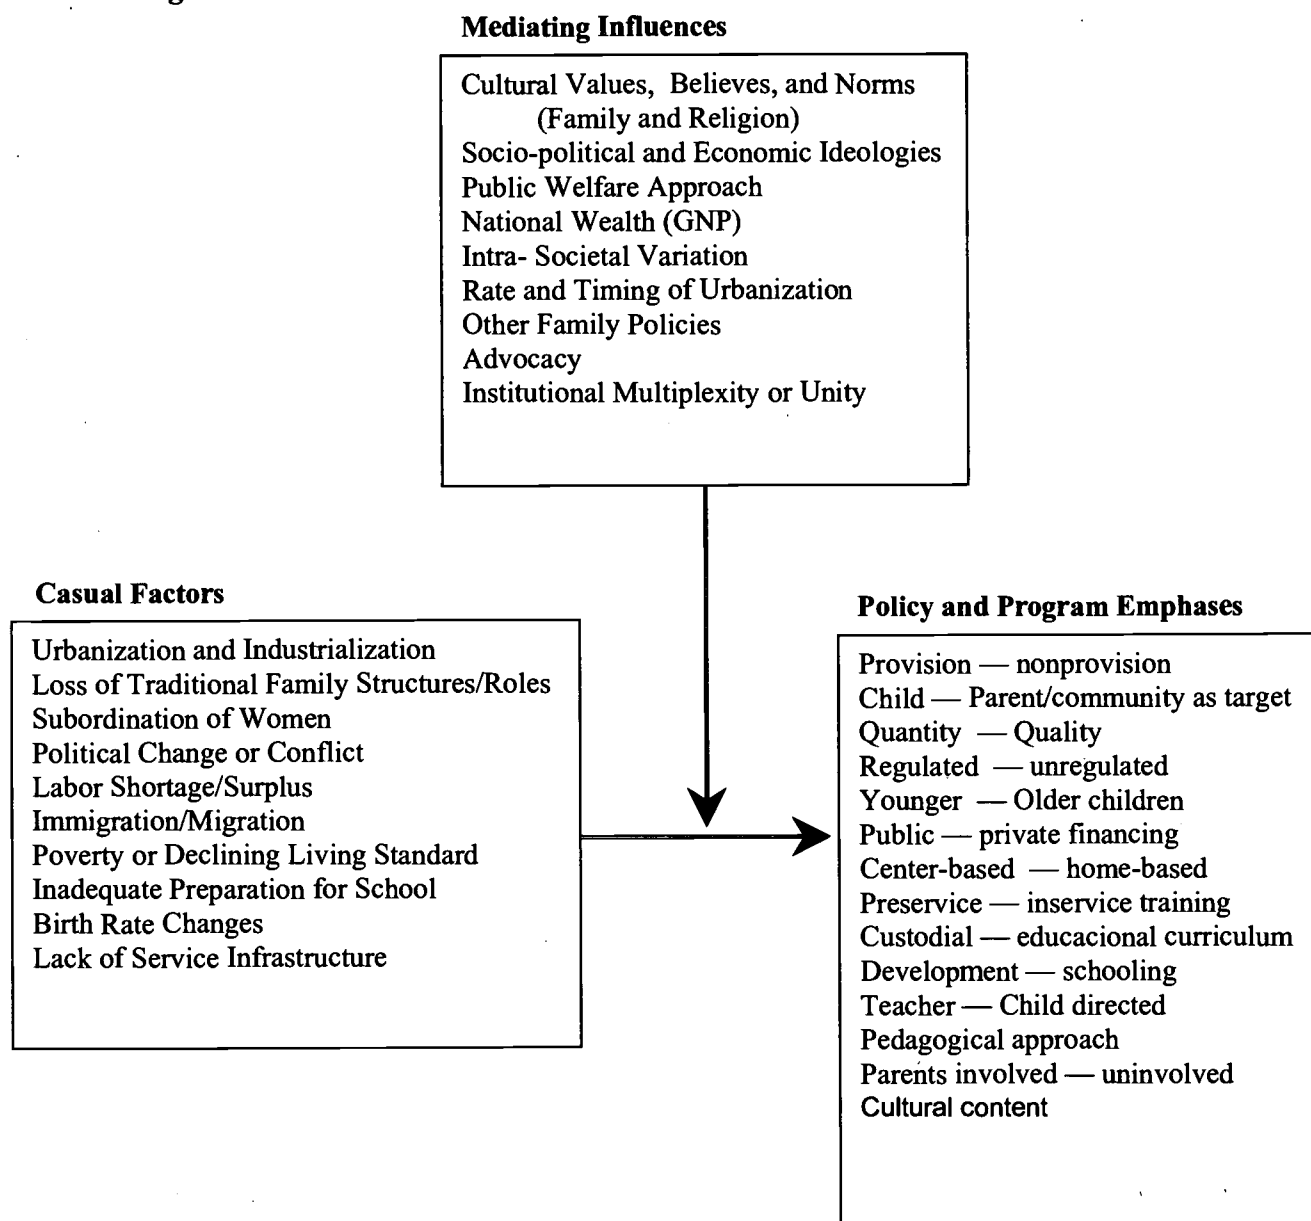 Mediating Influences
Cultural Values, Believes, and Norms
(Family and Religion)
Socio-political and Economic Ideologies
Public Welfare Approach
National Wealth (GNP)
Intra- Societal Variation
Rate and Timing of Urbanization
Other Family Policies
Advocacy
Institutional Multiplexity or Unity
Casual Factors
Urbanization and Industrialization
Loss of Traditional Family Structures/Roles
Subordination of Women
Political Change or Conflict
Labor Shortage/Surplus
Immigration/Migration
Poverty or Declining Living Standard
Inadequate Preparation for School
Birth Rate Changes
Lack of Service Infrastructure
Policy and Program Emphases
Provision — nonprovision
Child — Parent/community as target
Quantity — Quality
Regulated — unregulated
Younger — Older children
Public — private financing
Center-based — home-based
Preservice — inservice training
Custodial — educacional curriculum
Development — schooling
Teacher — Child directed
Pedagogical approach
Parents involved — uninvolved
Cultural content